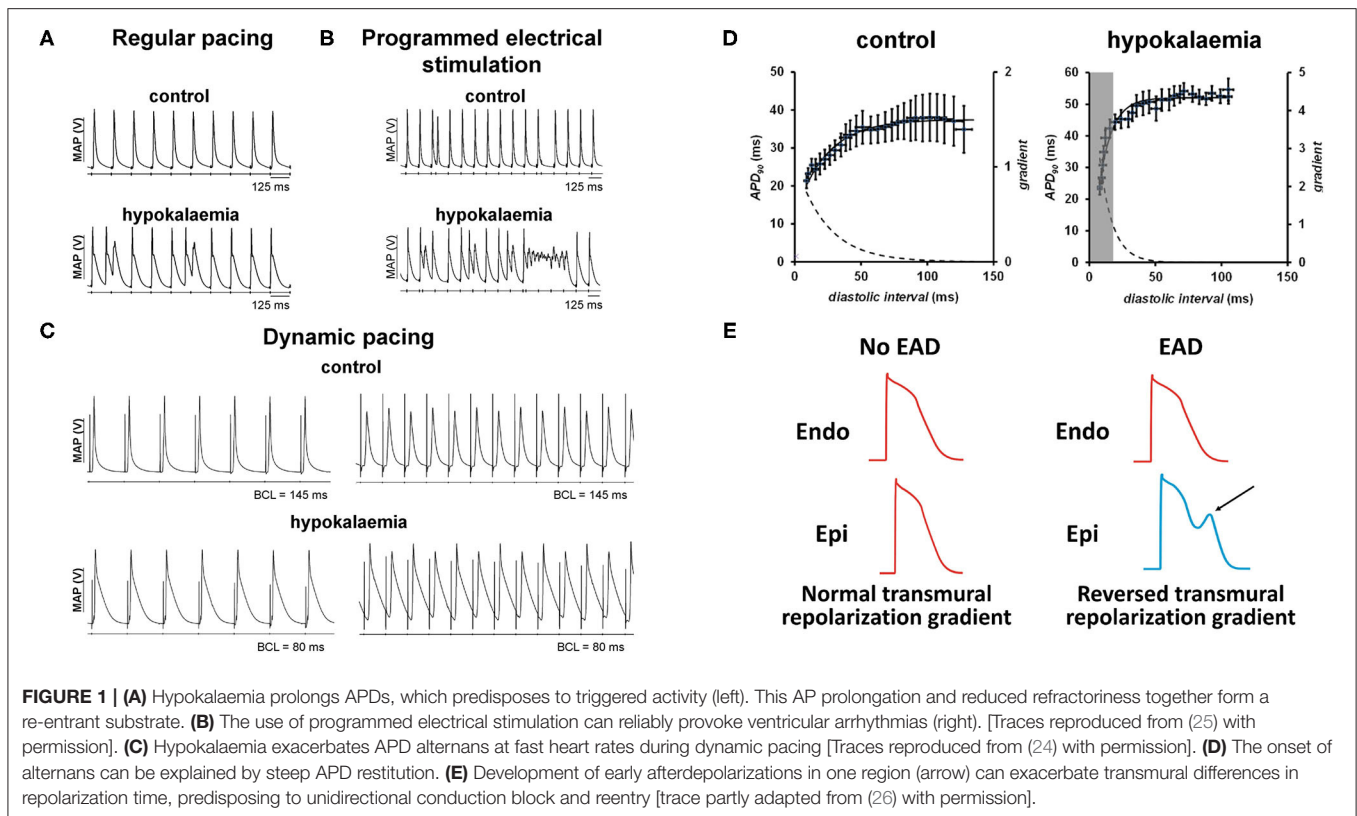 A
Regular pacing
control
MAP (V)
125 ms
hypokalaemia
MAP (V)
125 ms
B
Programmed electrical
stimulation
control
MAP (V)
125 ms
hypokalaemia
MAP (V)
125 ms
C
Dynamic pacing
control
MAP (V)
BCL = 145 ms
BCL = 145 ms
hypokalaemia
MAP (V)
BCL = 80 ms
BCL = 80 ms
D
control
50
40
30
20
10
0
APD90 (ms)
2
1
0
gradient
0
50
100
150
diastolic interval (ms)
hypokalaemia
60
50
40
30
20
10
0
APD90 (ms)
5
4
3
2
1
0
gradient
0
50
100
150
diastolic interval (ms)
E
No EAD
Endo
Epi
Normal transmural
repolarization gradient
EAD
Endo
Epi
Reversed transmural
repolarization gradient
FIGURE 1 | (A) Hypokalaemia prolongs APDs, which predisposes to triggered activity (left). This AP prolongation and reduced refractoriness together form a
re-entrant substrate. (B) The use of programmed electrical stimulation can reliably provoke ventricular arrhythmias (right). [Traces reproduced from (25) with
permission]. (C) Hypokalaemia exacerbates APD alternans at fast heart rates during dynamic pacing [Traces reproduced from (24) with permission]. (D) The onset of
alternans can be explained by steep APD restitution. (E) Development of early afterdepolarizations in one region (arrow) can exacerbate transmural differences in
repolarization time, predisposing to unidirectional conduction block and reentry [trace partly adapted from (26) with permission].